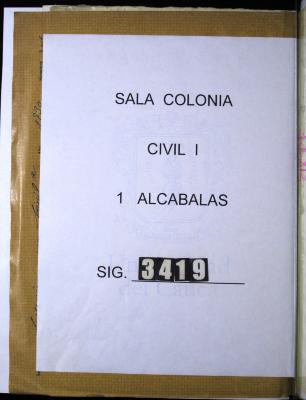 SALA COLONIA
CIVIL I
1 ALCABALAS
SIG. 3419